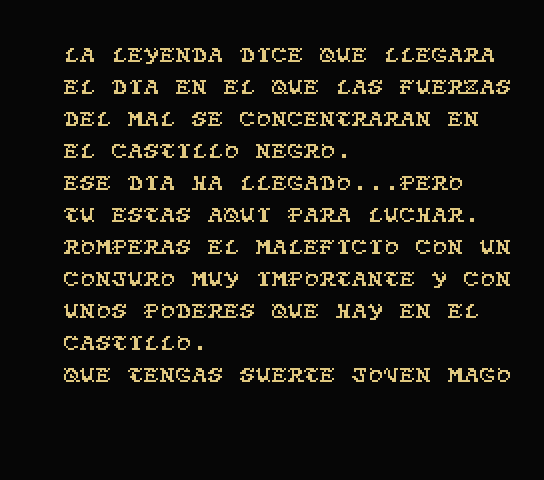 LA LEYENDA DICE QUE LLEGARA
EL DIA EN EL QUE LAS FUERZAS
DEL MAL SE CONCENTRARAN EN
EL CASTILLO NEGRO.
ESE DIA HA LLEGADO...PERO
TU ESTAS AQUI PARA LUCHAR.
ROMPERAS EL MALEFICIO CON UN
CONJURO MUY IMPORTANTE Y CON
UNOS PODERES QUE HAY EN EL
CASTILLO.
QUE TENGAS SUERTE JOVEN MAGO